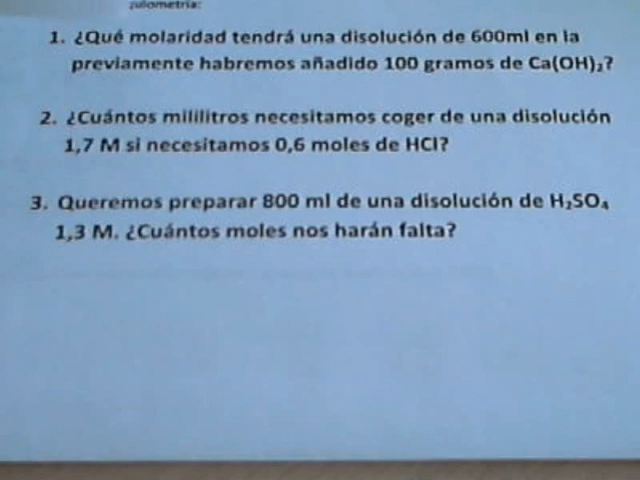 1. ¿Qué molaridad tendrá una disolución de 600ml en la
previamente habremos añadido 100 gramos de Ca(OH)₂?
2. ¿Cuántos mililitros necesitamos coger de una disolución
1,7 M si necesitamos 0,6 moles de HCl?
3. Queremos preparar 800 ml de una disolución de H₂SO₄
1,3 M. ¿Cuántos moles nos harán falta?